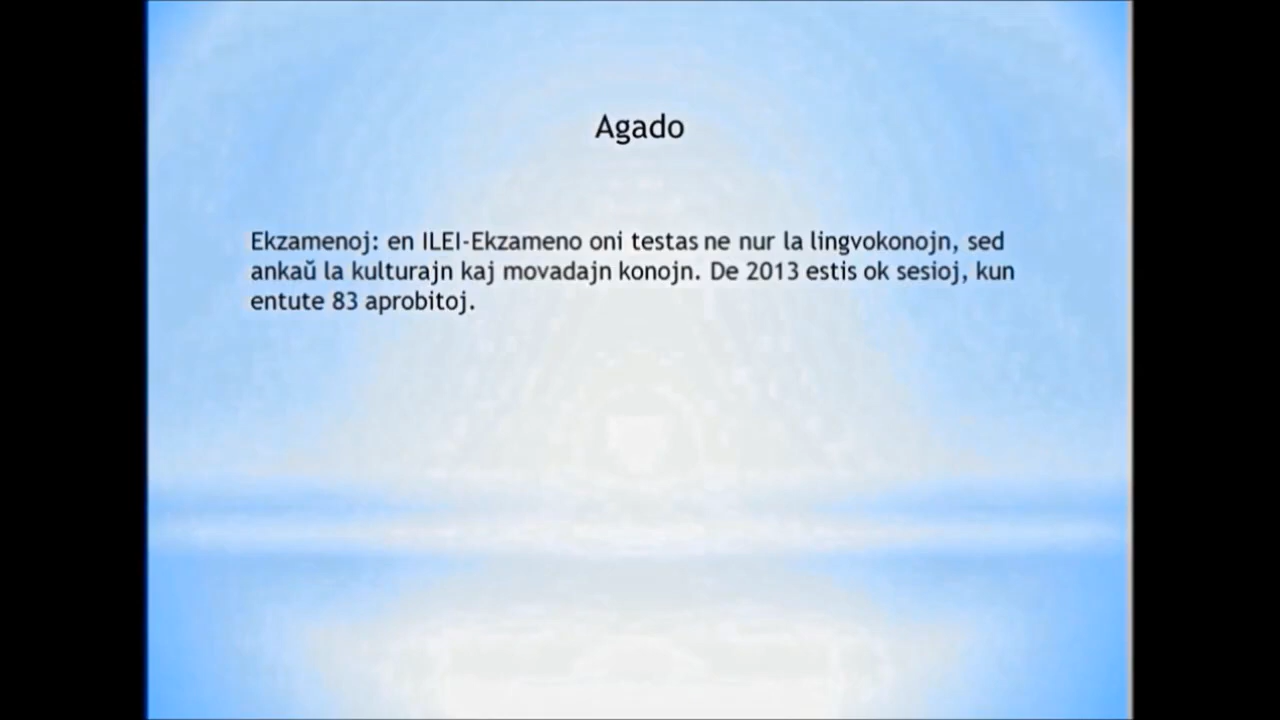 Agado
Ekzamenoj: en ILEI-Ekzameno oni testas ne nur la lingvokonojn, sed
ankaŭ la kulturajn kaj movadajn konojn. De 2013 estis ok sesioj, kun
entute 83 aprobitoj.